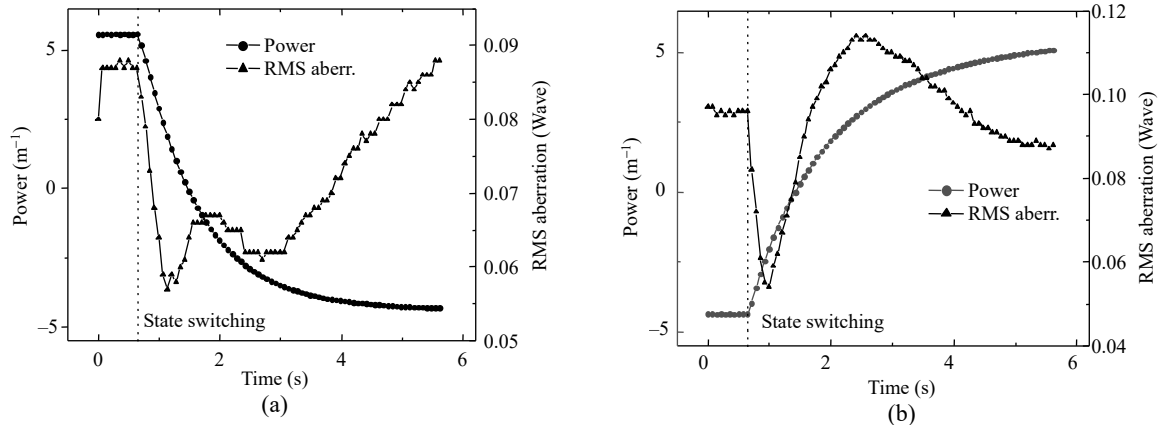 5
0
−5
Power (m⁻¹)
Power
RMS aberr.
State switching
0.09
0.08
0.07
0.06
0.05
RMS aberration (Wave)
0 2 4 6
Time (s)
(a)
5
0
−5
Power (m⁻¹)
Power
RMS aberr.
State switching
0.12
0.10
0.08
0.06
0.04
RMS aberration (Wave)
0 2 4 6
Time (s)
(b)